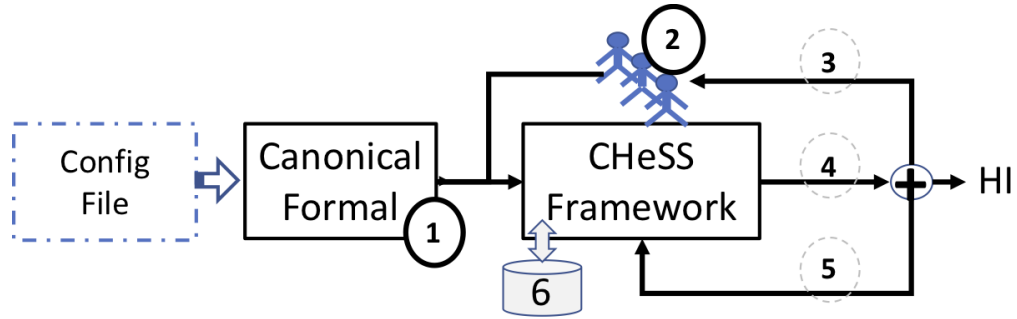 2
3
Config
File
Canonical
Formal
1
CHeSS
Framework
4
HI
5
6